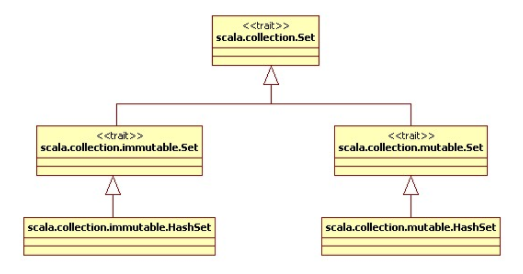 <<trait>>
scala.collection.Set
<<trait>>
scala.collection.immutable.Set
<<trait>>
scala.collection.mutable.Set
scala.collection.immutable.HashSet
scala.collection.mutable.HashSet